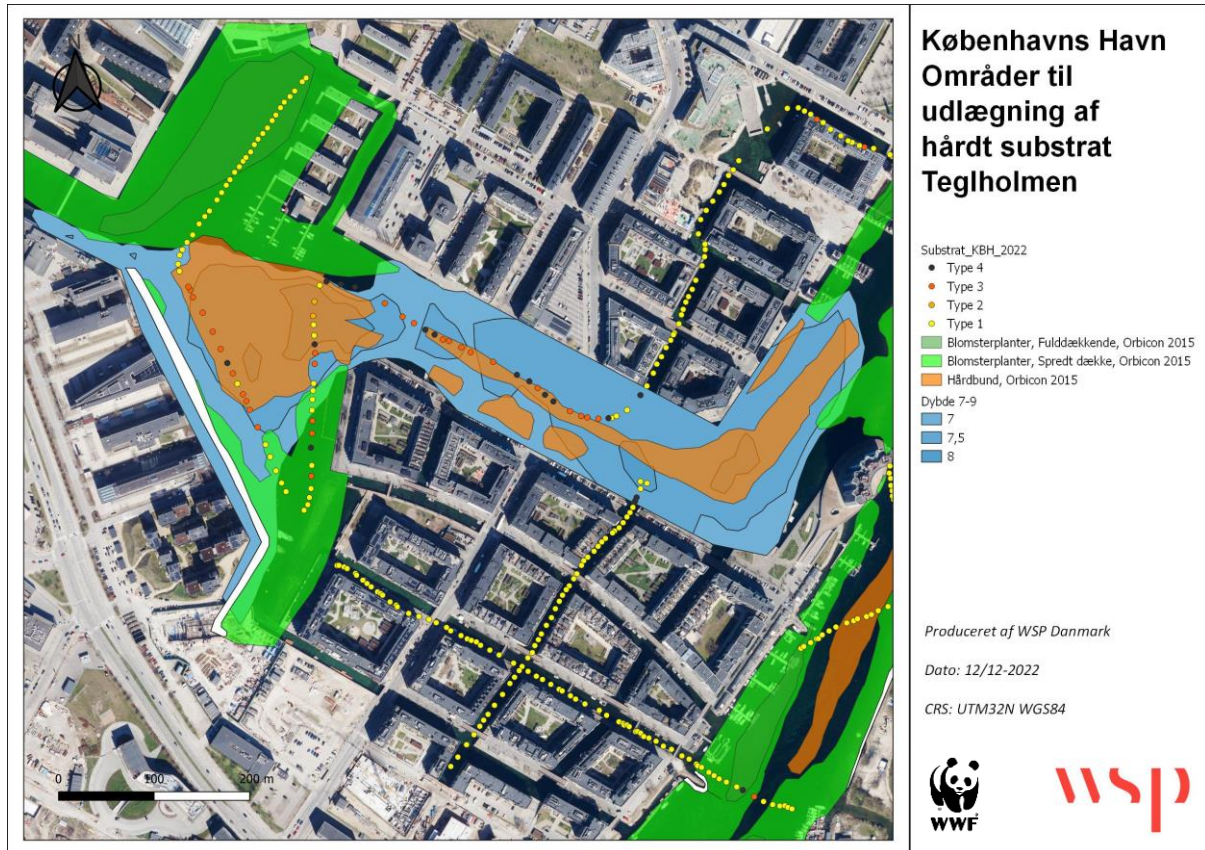 Københavns Havn
Områder til
udlægning af
hårdt substrat
Teglholmen
Substrat_KBH_2022
Type 4
Type 3
Type 2
Type 1
Blomsterplanter, Fulddækkende, Orbicon 2015
Blomsterplanter, Spredt dække, Orbicon 2015
Hårdbund, Orbicon 2015
Dybde 7-9
7
7,5
8
Produceret af WSP Danmark
Dato: 12/12-2022
CRS: UTM32N WGS84
WWF
wsp
0 100 200 m